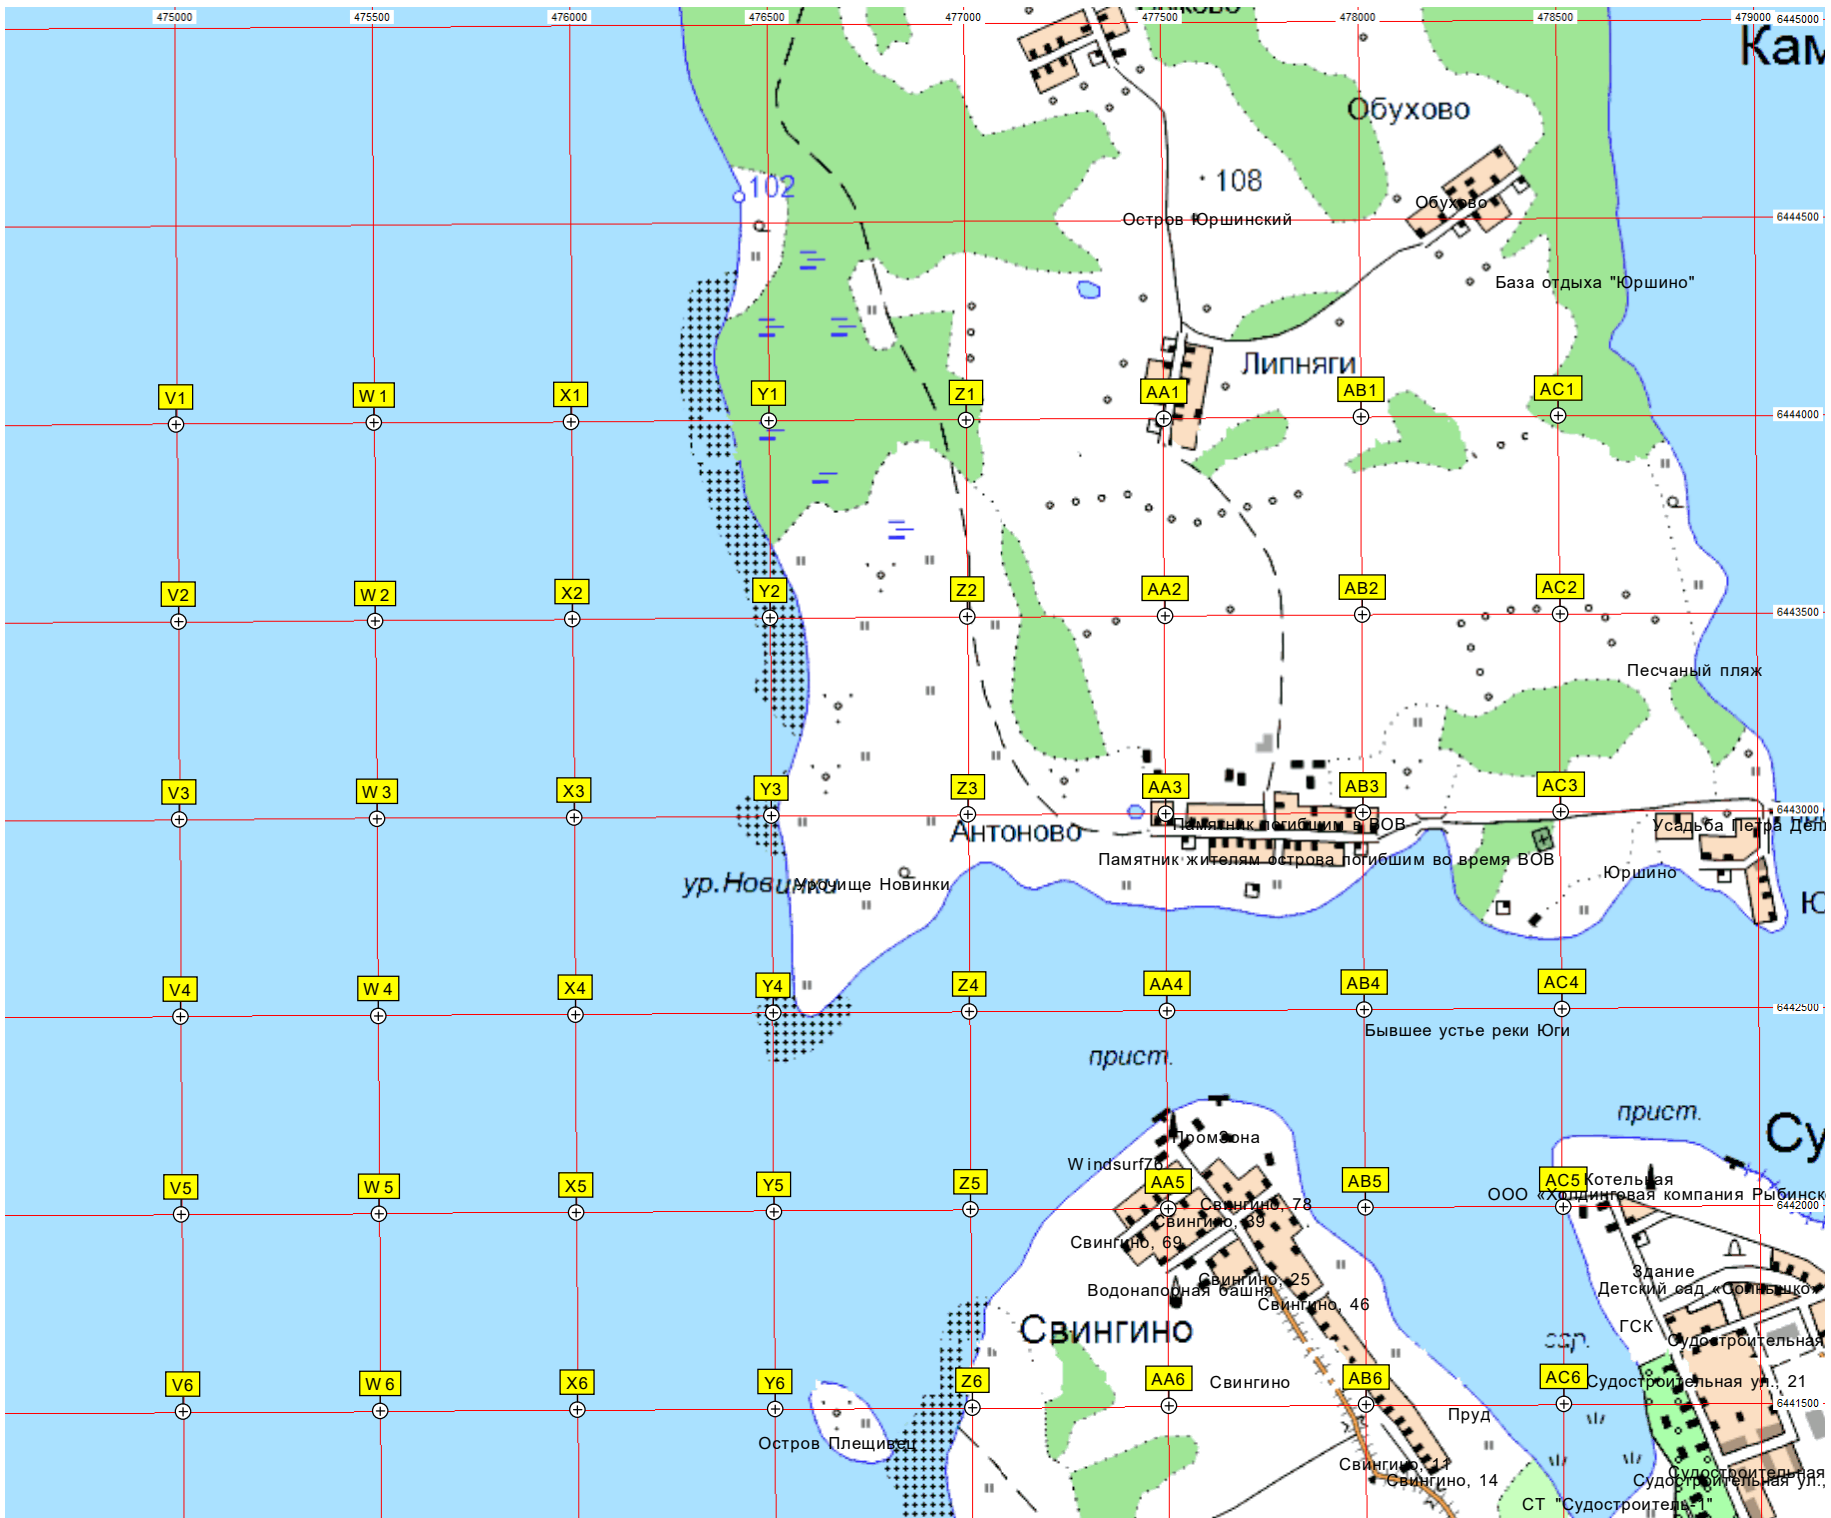 475000 475500 476000 476500 477000 477500 478000 478500 479000 6445000
Кам
Обухово
102
108
Остров Юршинский
Обухово
6444500
База отдыха "Юршино"
Липняги
V1 W1 X1 Y1 Z1 AA1 AB1 AC1
6444000
V2 W2 X2 Y2 Z2 AA2 AB2 AC2
6443500
Песчаный пляж
V3 W3 X3 Y3 Z3 AA3 AB3 AC3
6443000
Антоново
Памятник погибшим в ВОВ
Усадьба Петра Делл
Памятник жителям острова погибшим во время ВОВ
Юршино
ур.Новинки
Урочище Новинки
Ю
V4 W4 X4 Y4 Z4 AA4 AB4 AC4
6442500
Бывшее устье реки Юги
прист.
прист.
Су
ПромЗона
Windsurf76
V5 W5 X5 Y5 Z5 AA5 AB5 AC5
Котельная
ООО «Холдинговая компания Рыбинск
6442000
Свингино, 78
Свингино, 39
Свингино, 69
Свингино, 25
Водонапорная башня
Свингино, 46
Здание
Детский сад «Солнышко»
Свингино
ГСК
Судостроительная
V6 W6 X6 Y6 Z6 AA6 AB6 AC6
Свингино
Судостроительная ул., 21
6441500
Пруд
Остров Плещивец
Свингино, 11
Свингино, 14
Судостроительная
Судостроительная ул.,
СТ "Судостроитель-1"